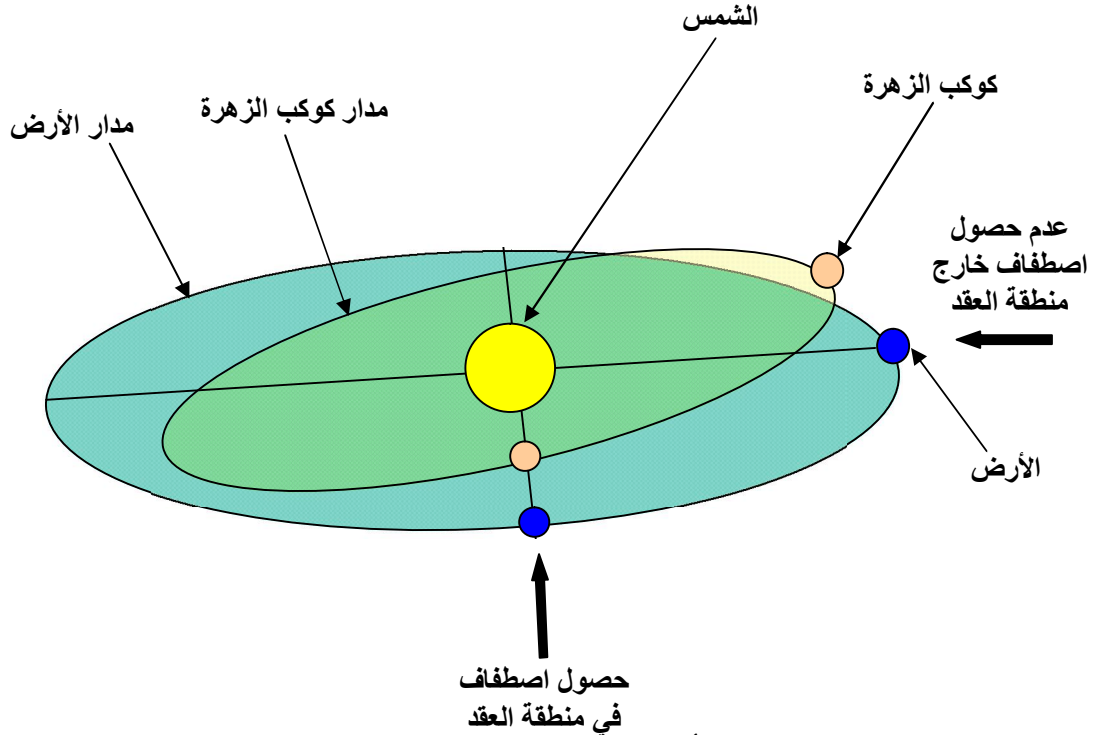 الشمس
كوكب الزهرة
مدار كوكب الزهرة
مدار الأرض
عدم حصول
اصطفاف خارج
منطقة العقد
الأرض
حصول اصطفاف
في منطقة العقد